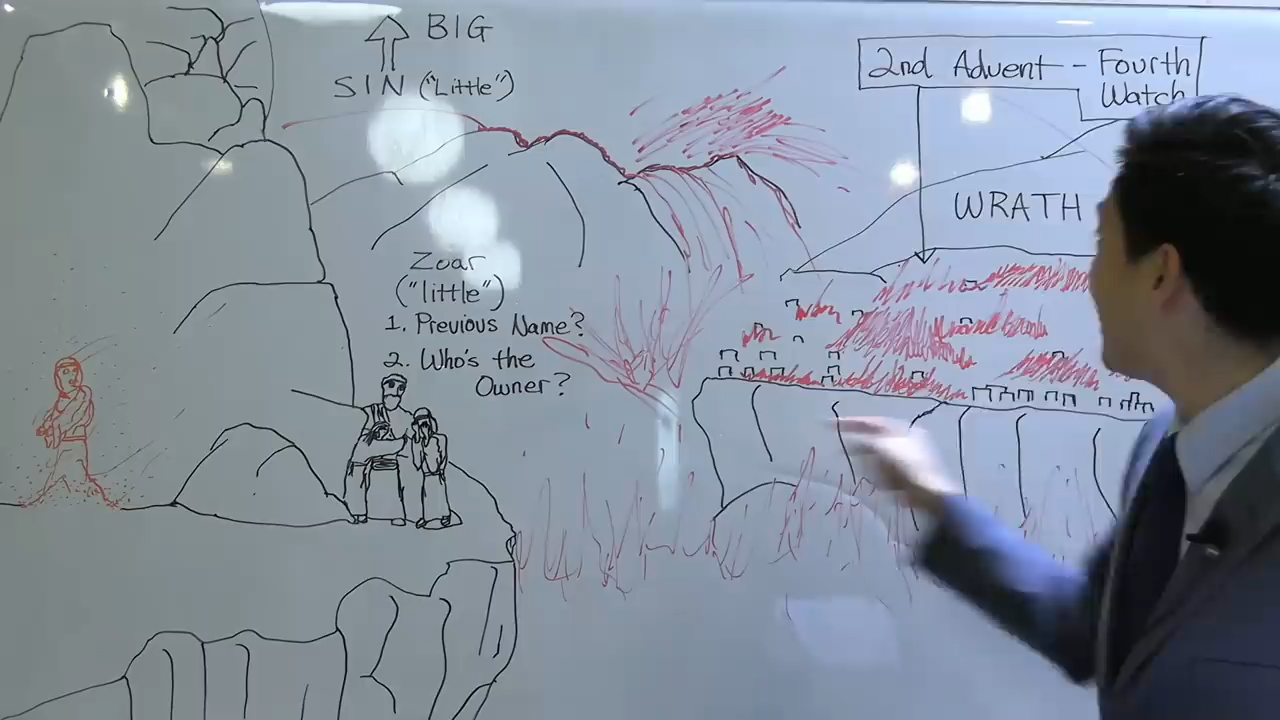 BIG
SIN ("Little")
2nd Advent - Fourth
Watch
WRATH
Zoar
("little")
1. Previous Name?
2. Who's the
Owner?